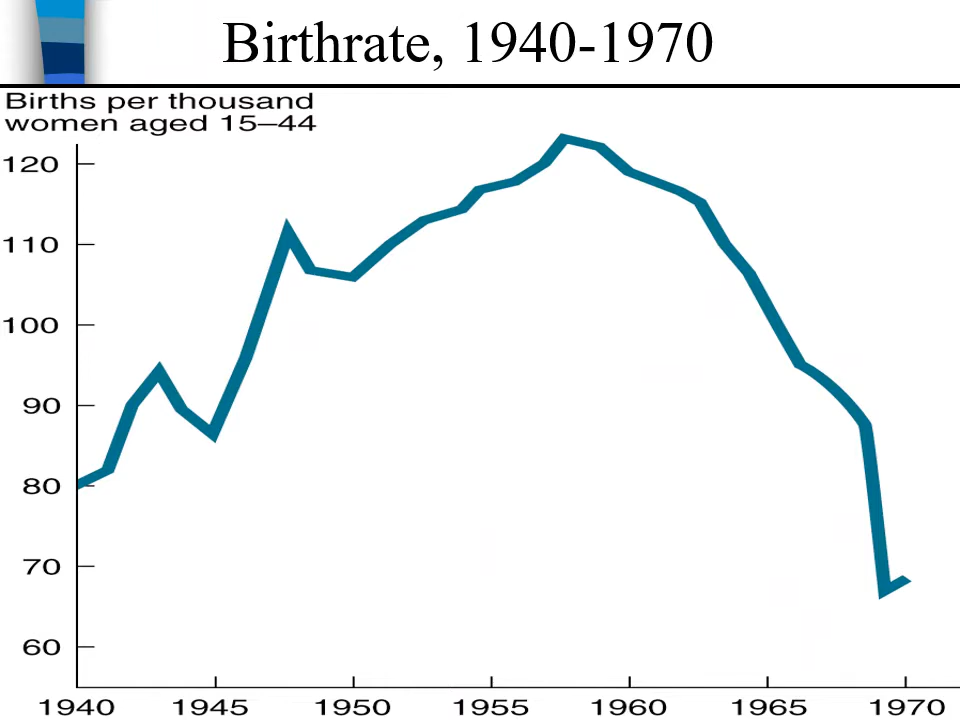 Birthrate, 1940-1970
Births per thousand
women aged 15–44
120
110
100
90
80
70
60
1940 1945 1950 1955 1960 1965 1970